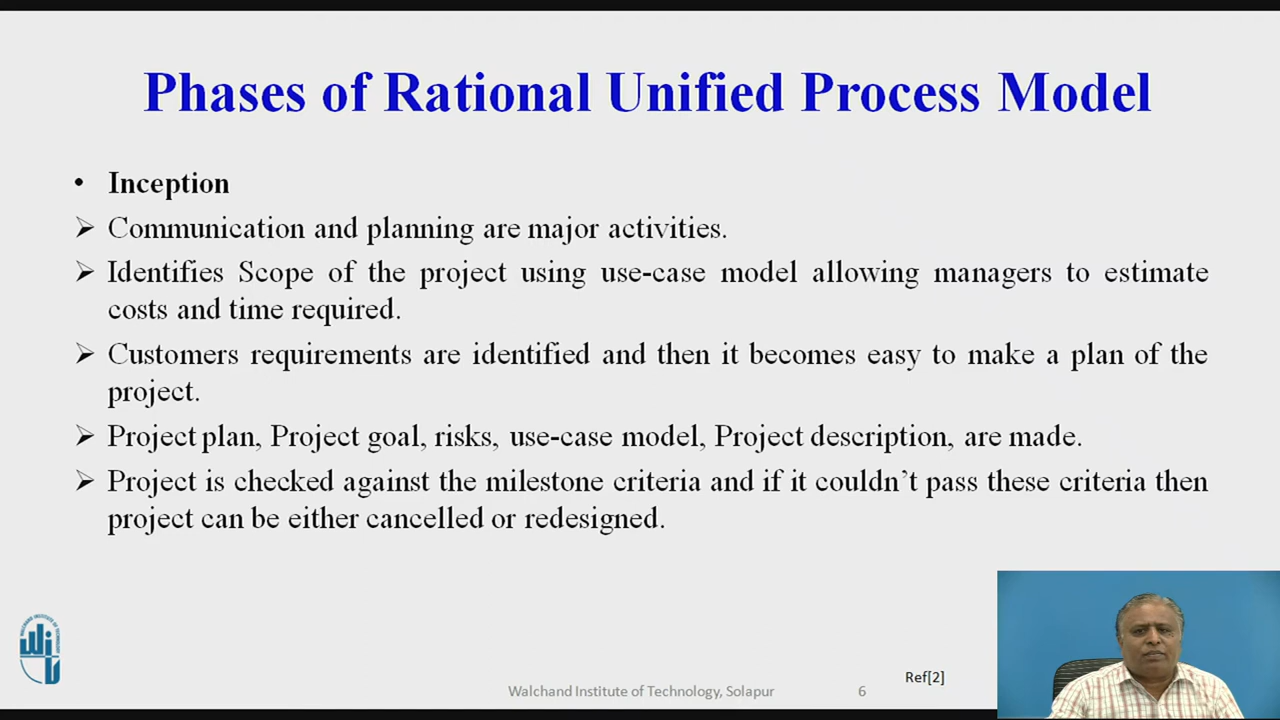 Phases of Rational Unified Process Model
• Inception
➢ Communication and planning are major activities.
➢ Identifies Scope of the project using use-case model allowing managers to estimate
costs and time required.
➢ Customers requirements are identified and then it becomes easy to make a plan of the
project.
➢ Project plan, Project goal, risks, use-case model, Project description, are made.
➢ Project is checked against the milestone criteria and if it couldn't pass these criteria then
project can be either cancelled or redesigned.
Ref[2]
Walchand Institute of Technology, Solapur 6